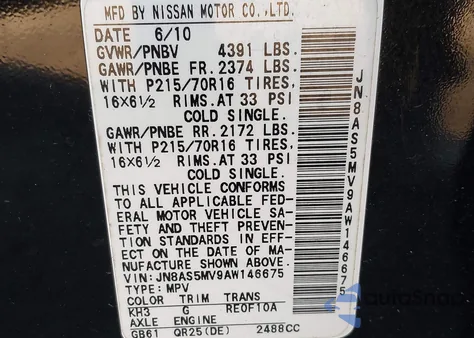 MFD BY NISSAN MOTOR CO.,LTD.
DATE 6/10
GVWR/PNBV 4391 LBS.
GAWR/PNBE FR. 2374 LBS.
WITH P215/70R16 TIRES,
16X6½ RIMS.AT 33 PSI
COLD SINGLE.
GAWR/PNBE RR. 2172 LBS.
WITH P215/70R16 TIRES,
16X6½ RIMS.AT 33 PSI
COLD SINGLE.
THIS VEHICLE CONFORMS
TO ALL APPLICABLE FED-
ERAL MOTOR VEHICLE SA-
FETY AND THEFT PREVEN-
TION STANDARDS IN EFF-
ECT ON THE DATE OF MA-
NUFACTURE SHOWN ABOVE.
VIN:JN8AS5MV9AW146675
TYPE: MPV
COLOR TRIM TRANS
KH3 G RE0F10A
AXLE ENGINE
GB61 QR25(DE) 2488CC
JN8AS5MV9AW146675
AutoSnap